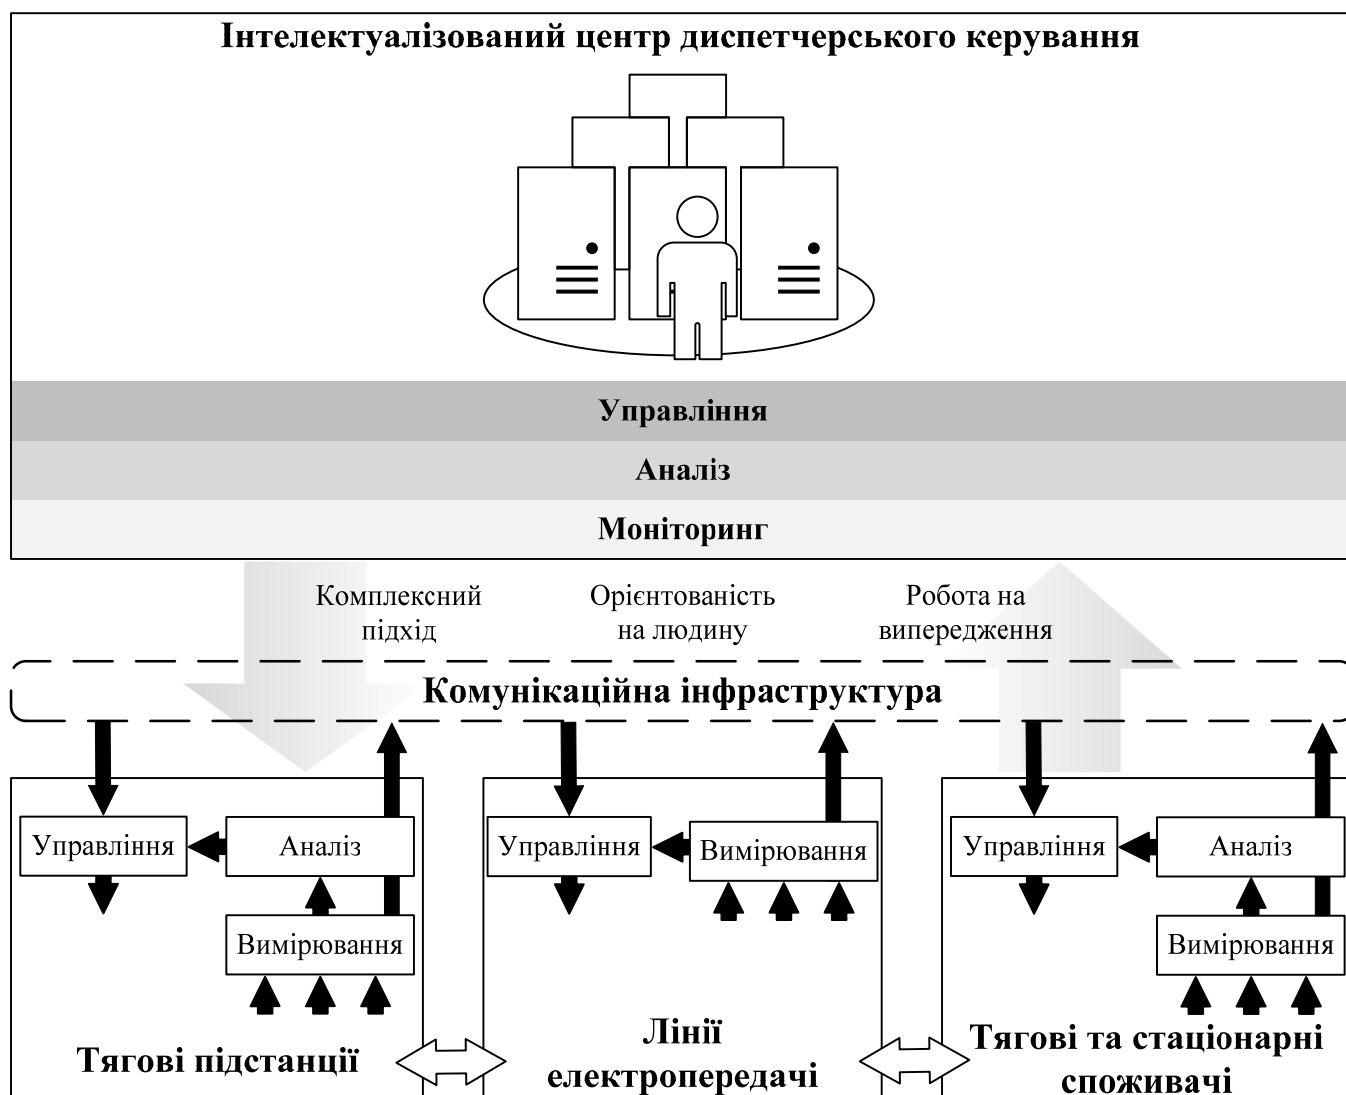 Інтелектуалізований центр диспетчерського керування
Управління
Аналіз
Моніторинг
Комплексний
підхід
Орієнтованість
на людину
Робота на
випередження
Комунікаційна інфраструктура
Управління
Аналіз
Вимірювання
Тягові підстанції
Управління
Вимірювання
Лінії
електропередачі
Управління
Аналіз
Вимірювання
Тягові та стаціонарні
споживачі